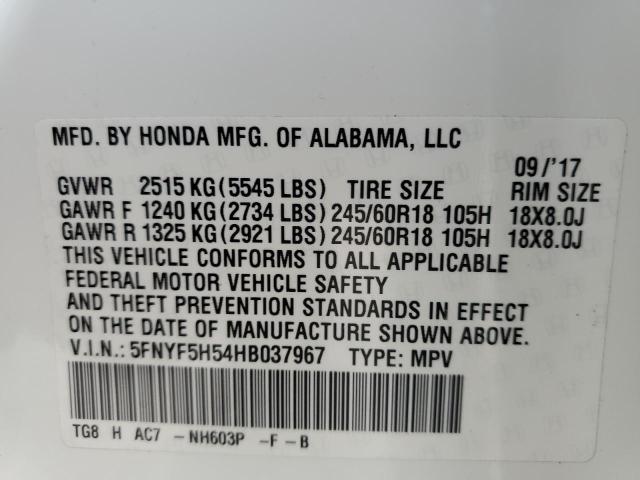 MFD. BY HONDA MFG. OF ALABAMA, LLC
09/'17
GVWR 2515 KG (5545 LBS) TIRE SIZE RIM SIZE
GAWR F 1240 KG (2734 LBS) 245/60R18 105H 18X8.0J
GAWR R 1325 KG (2921 LBS) 245/60R18 105H 18X8.0J
THIS VEHICLE CONFORMS TO ALL APPLICABLE
FEDERAL MOTOR VEHICLE SAFETY
AND THEFT PREVENTION STANDARDS IN EFFECT
ON THE DATE OF MANUFACTURE SHOWN ABOVE.
V.I.N.: 5FNYF5H54HB037967 TYPE: MPV
TG8 H AC7 -NH603P -F-B